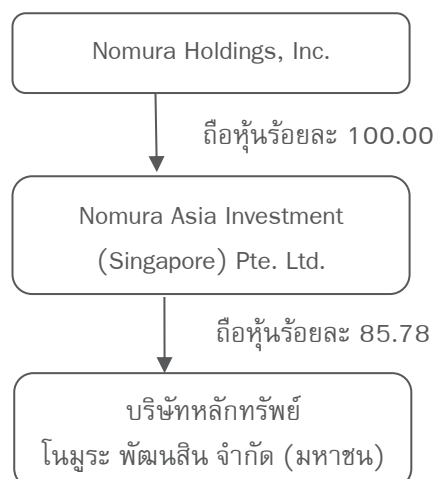 Nomura Holdings, Inc.
ถือหุ้นร้อยละ 100.00
Nomura Asia Investment
(Singapore) Pte. Ltd.
ถือหุ้นร้อยละ 85.78
บริษัทหลักทรัพย์
โนมูระ พัฒนสิน จำกัด (มหาชน)